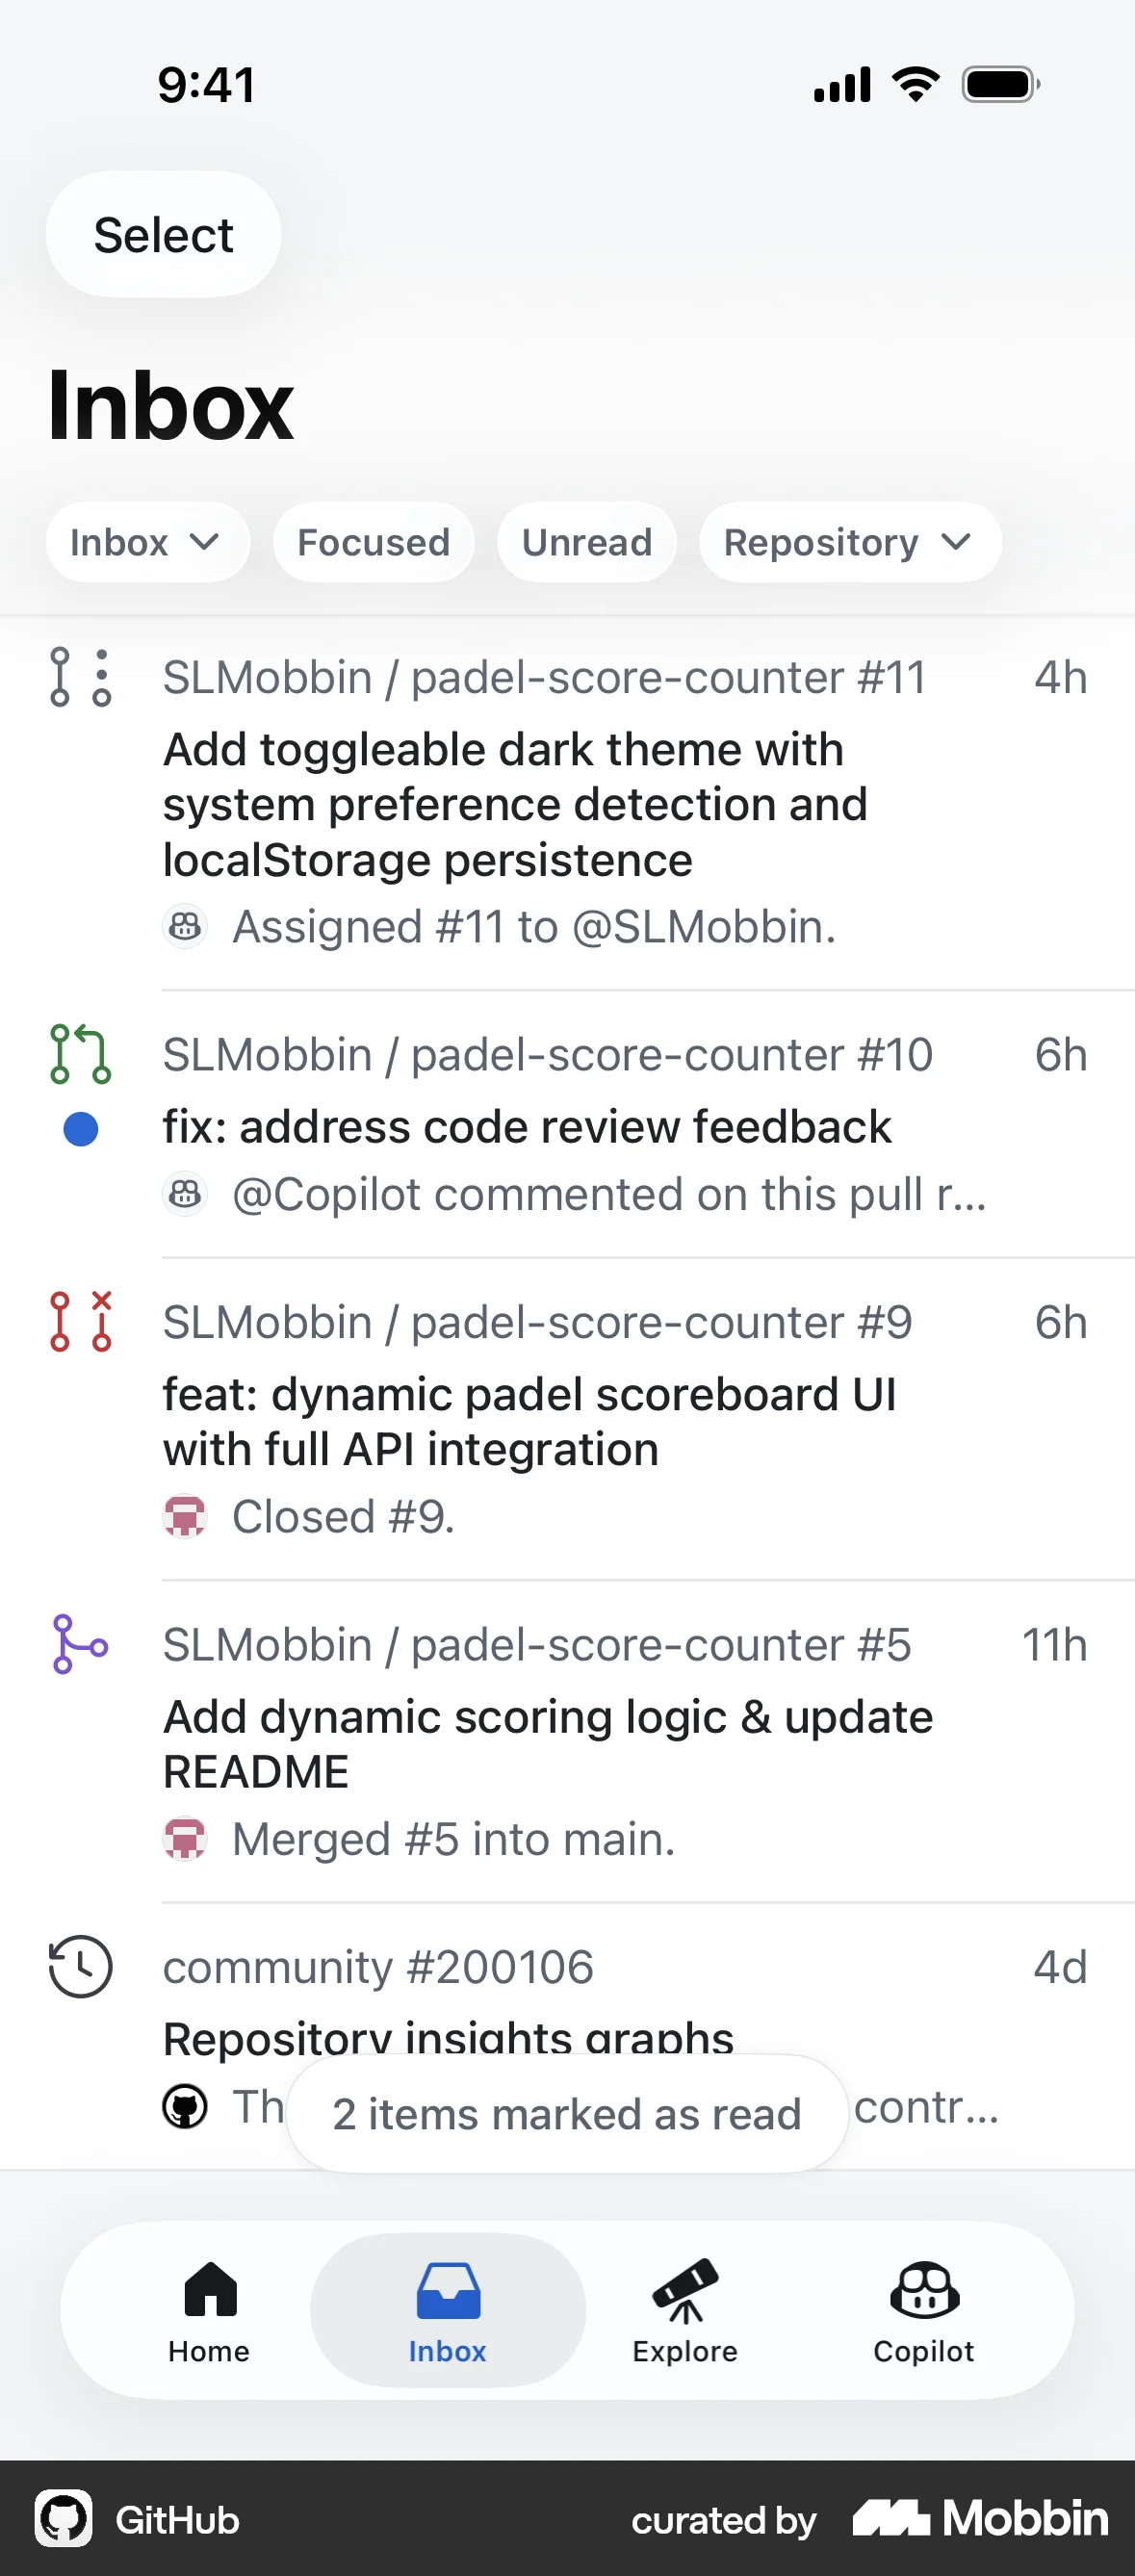 9:41
Select
Inbox
Inbox Focused Unread Repository
SLMobbin / padel-score-counter #11 4h
Add toggleable dark theme with
system preference detection and
localStorage persistence
Assigned #11 to @SLMobbin.
SLMobbin / padel-score-counter #10 6h
fix: address code review feedback
@Copilot commented on this pull r...
SLMobbin / padel-score-counter #9 6h
feat: dynamic padel scoreboard UI
with full API integration
Closed #9.
SLMobbin / padel-score-counter #5 11h
Add dynamic scoring logic & update
README
Merged #5 into main.
community #200106 4d
Repository insights graphs
Th contr...
2 items marked as read
Home Inbox Explore Copilot
GitHub curated by Mobbin